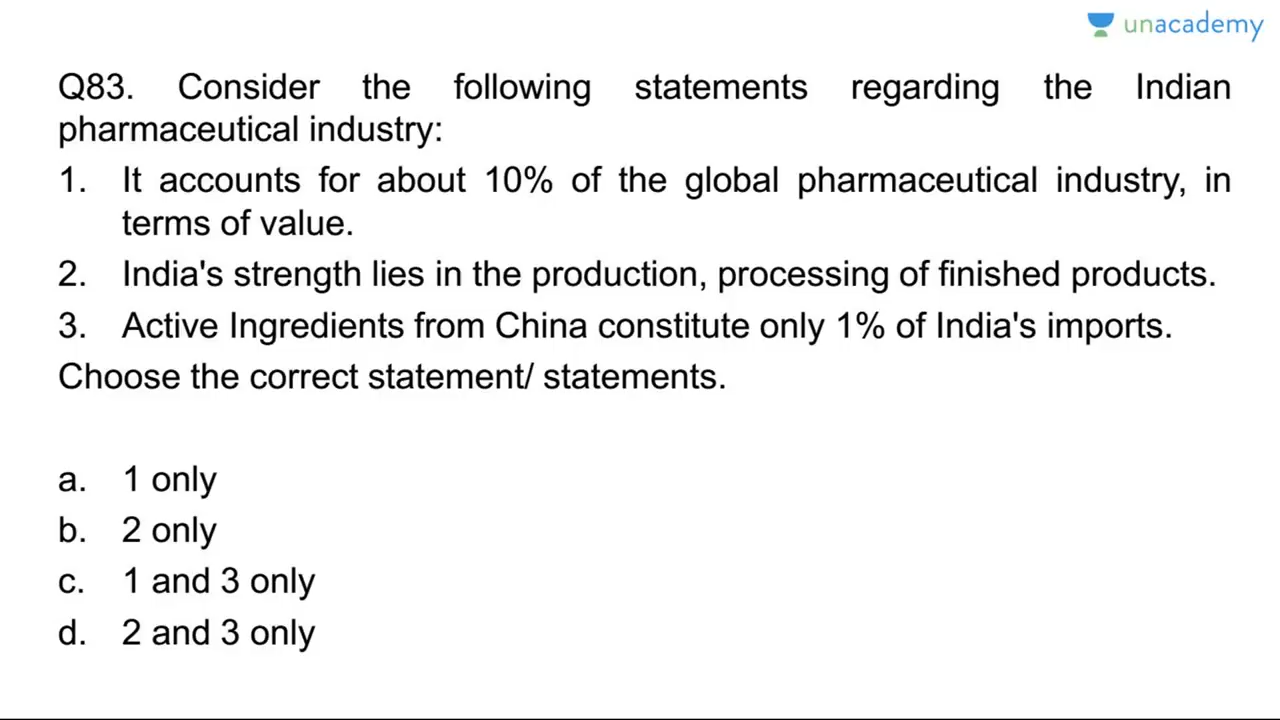 unacademy
Q83. Consider the following statements regarding the Indian
pharmaceutical industry:
1. It accounts for about 10% of the global pharmaceutical industry, in
terms of value.
2. India's strength lies in the production, processing of finished products.
3. Active Ingredients from China constitute only 1% of India's imports.
Choose the correct statement/ statements.
a. 1 only
b. 2 only
c. 1 and 3 only
d. 2 and 3 only